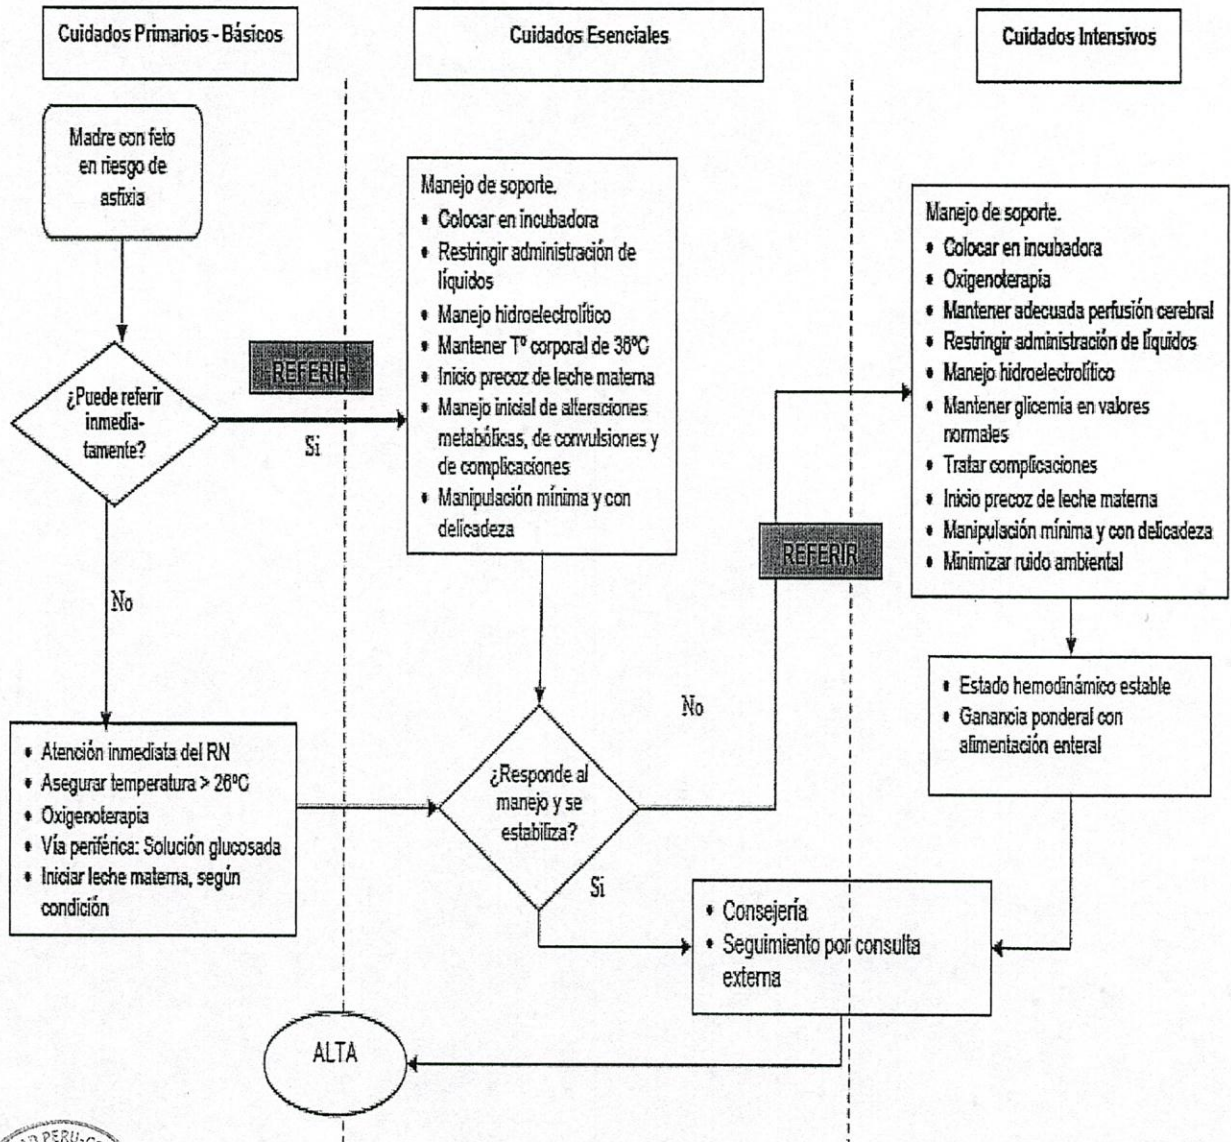 Cuidados Primarios - Básicos
Cuidados Esenciales
Cuidados Intensivos
Madre con feto
en riesgo de
asfixia
¿Puede referir
inmedia-
tamente?
REFERIR
Si
No
• Atención inmediata del RN
• Asegurar temperatura > 26ºC
• Oxigenoterapia
• Vía periférica: Solución glucosada
• Iniciar leche materna, según
condición
Manejo de soporte.
• Colocar en incubadora
• Restringir administración de
líquidos
• Manejo hidroelectrolítico
• Mantener Tº corporal de 36ºC
• Inicio precoz de leche materna
• Manejo inicial de alteraciones
metabólicas, de convulsiones y
de complicaciones
• Manipulación mínima y con
delicadeza
¿Responde al
manejo y se
estabiliza?
No
REFERIR
Si
Manejo de soporte.
• Colocar en incubadora
• Oxigenoterapia
• Mantener adecuada perfusión cerebral
• Restringir administración de líquidos
• Manejo hidroelectrolítico
• Mantener glicemia en valores
normales
• Tratar complicaciones
• Inicio precoz de leche materna
• Manipulación mínima y con delicadeza
• Minimizar ruido ambiental
• Estado hemodinámico estable
• Ganancia ponderal con
alimentación enteral
• Consejería
• Seguimiento por consulta
externa
ALTA